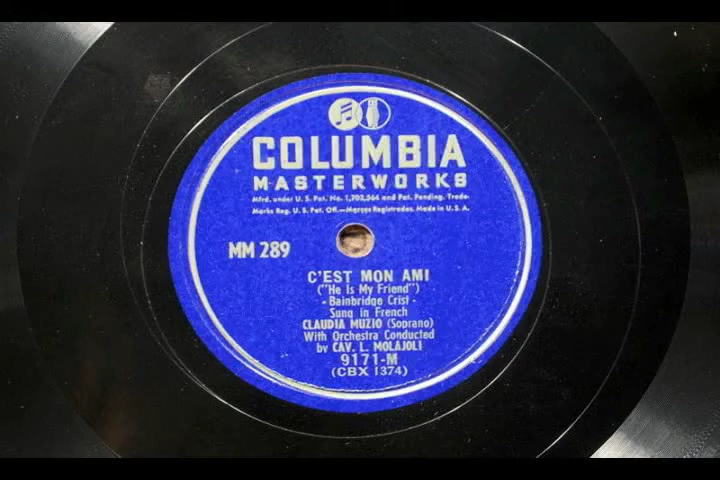 COLUMBIA
MASTERWORKS
Mfrd. under U.S. Pat. No. 1,702,564 and Pat. Pending. Trade-
Marks Reg. U.S. Pat. Off.—Marcas Registradas. Made in U.S.A.
MM 289
C'EST MON AMI
("He Is My Friend")
- Bainbridge Crist -
Sung in French
CLAUDIA MUZIO (Soprano)
With Orchestra Conducted
by CAV. L. MOLAJOLI
9171-M
(CBX 1374)